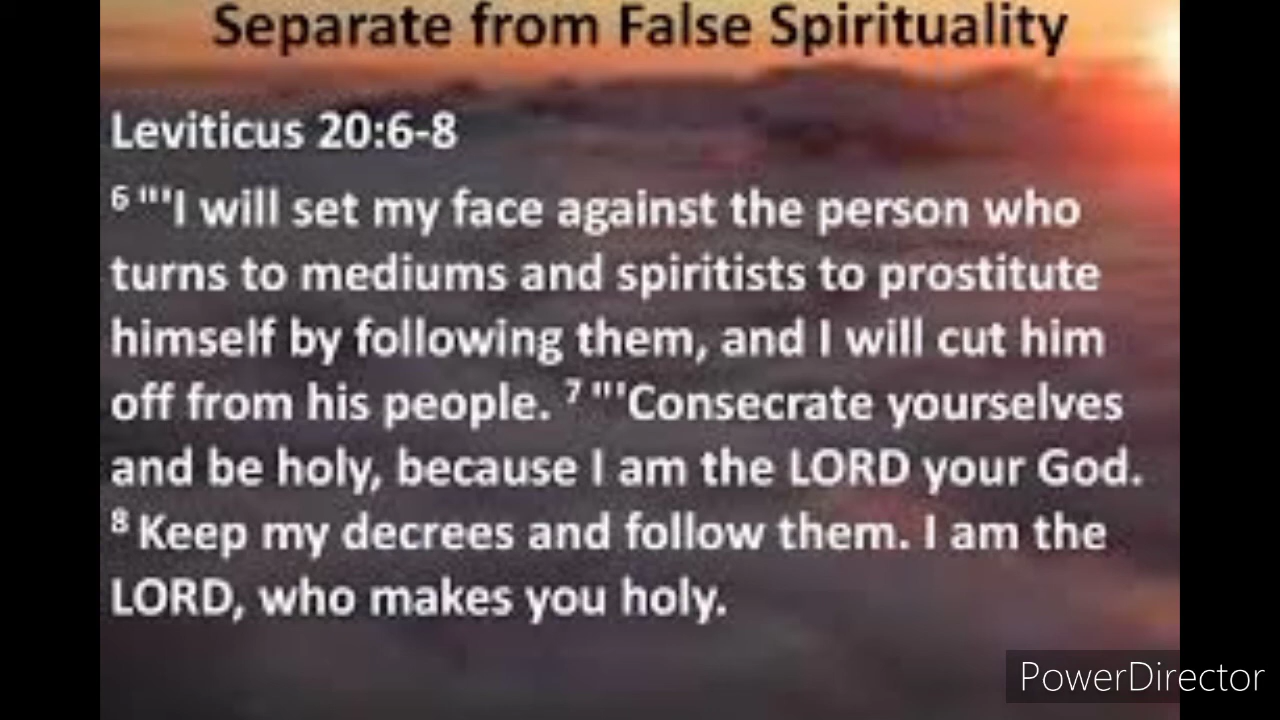 Separate from False Spirituality
Leviticus 20:6-8
6 "'I will set my face against the person who
turns to mediums and spiritists to prostitute
himself by following them, and I will cut him
off from his people. 7 "'Consecrate yourselves
and be holy, because I am the LORD your God.
8 Keep my decrees and follow them. I am the
LORD, who makes you holy.
PowerDirector